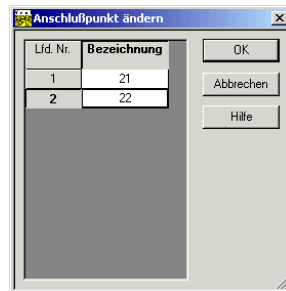 Anschlußpunkt ändern
Lfd. Nr. Bezeichnung
1 21
2 22
OK
Abbrechen
Hilfe